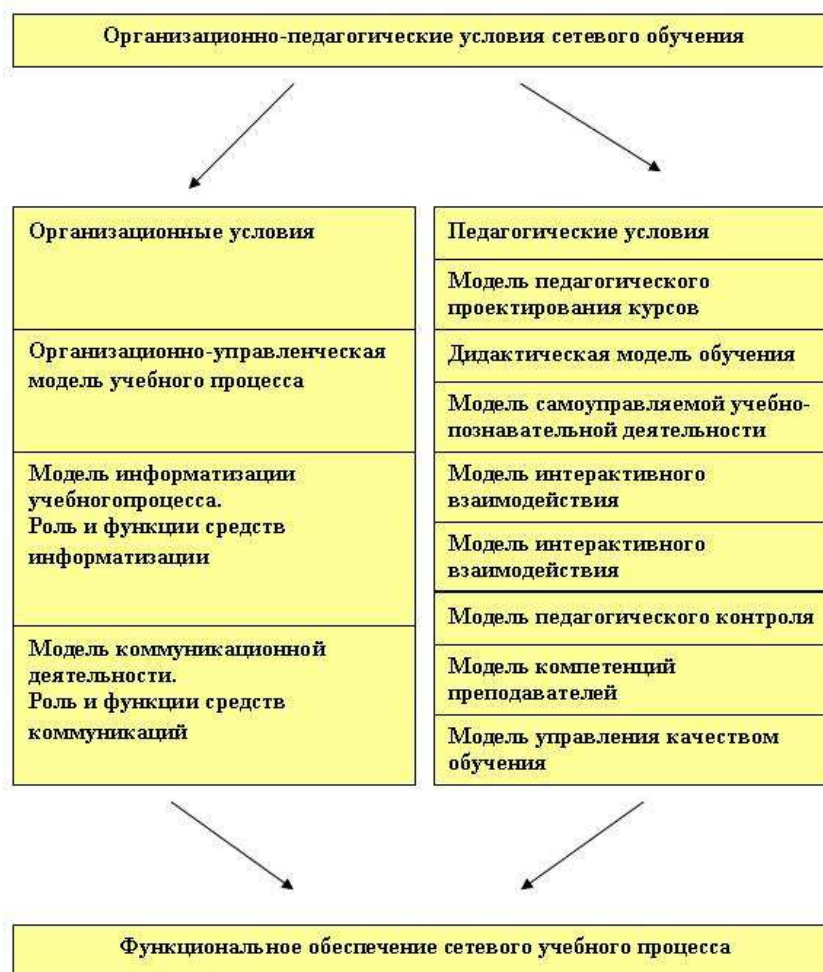 Организационно-педагогические условия сетевого обучения
Организационные условия
Организационно-управленческая
модель учебного процесса
Модель информатизации
учебногопроцесса.
Роль и функции средств
информатизации
Модель коммуникационной
деятельности.
Роль и функции средств
коммуникаций
Педагогические условия
Модель педагогического
проектирования курсов
Дидактическая модель обучения
Модель самоуправляемой учебно-
познавательной деятельности
Модель интерактивного
взаимодействия
Модель интерактивного
взаимодействия
Модель педагогического контроля
Модель компетенций
преподавателей
Модель управления качеством
обучения
Функциональное обеспечение сетевого учебного процесса